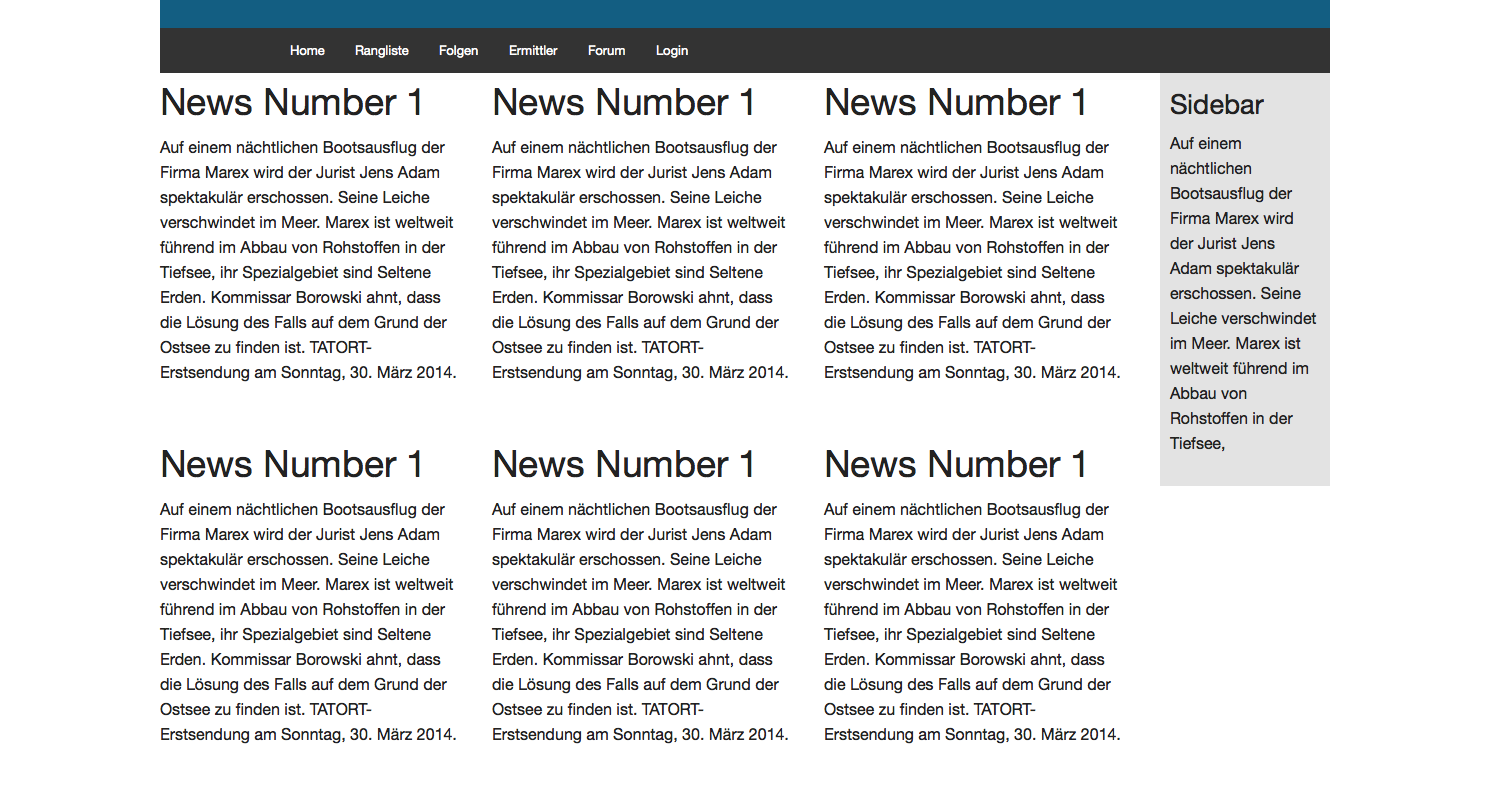 Home Rangliste Folgen Ermittler Forum Login
News Number 1
Auf einem nächtlichen Bootsausflug der
Firma Marex wird der Jurist Jens Adam
spektakulär erschossen. Seine Leiche
verschwindet im Meer. Marex ist weltweit
führend im Abbau von Rohstoffen in der
Tiefsee, ihr Spezialgebiet sind Seltene
Erden. Kommissar Borowski ahnt, dass
die Lösung des Falls auf dem Grund der
Ostsee zu finden ist. TATORT-
Erstsendung am Sonntag, 30. März 2014.
News Number 1
Auf einem nächtlichen Bootsausflug der
Firma Marex wird der Jurist Jens Adam
spektakulär erschossen. Seine Leiche
verschwindet im Meer. Marex ist weltweit
führend im Abbau von Rohstoffen in der
Tiefsee, ihr Spezialgebiet sind Seltene
Erden. Kommissar Borowski ahnt, dass
die Lösung des Falls auf dem Grund der
Ostsee zu finden ist. TATORT-
Erstsendung am Sonntag, 30. März 2014.
News Number 1
Auf einem nächtlichen Bootsausflug der
Firma Marex wird der Jurist Jens Adam
spektakulär erschossen. Seine Leiche
verschwindet im Meer. Marex ist weltweit
führend im Abbau von Rohstoffen in der
Tiefsee, ihr Spezialgebiet sind Seltene
Erden. Kommissar Borowski ahnt, dass
die Lösung des Falls auf dem Grund der
Ostsee zu finden ist. TATORT-
Erstsendung am Sonntag, 30. März 2014.
News Number 1
Auf einem nächtlichen Bootsausflug der
Firma Marex wird der Jurist Jens Adam
spektakulär erschossen. Seine Leiche
verschwindet im Meer. Marex ist weltweit
führend im Abbau von Rohstoffen in der
Tiefsee, ihr Spezialgebiet sind Seltene
Erden. Kommissar Borowski ahnt, dass
die Lösung des Falls auf dem Grund der
Ostsee zu finden ist. TATORT-
Erstsendung am Sonntag, 30. März 2014.
News Number 1
Auf einem nächtlichen Bootsausflug der
Firma Marex wird der Jurist Jens Adam
spektakulär erschossen. Seine Leiche
verschwindet im Meer. Marex ist weltweit
führend im Abbau von Rohstoffen in der
Tiefsee, ihr Spezialgebiet sind Seltene
Erden. Kommissar Borowski ahnt, dass
die Lösung des Falls auf dem Grund der
Ostsee zu finden ist. TATORT-
Erstsendung am Sonntag, 30. März 2014.
News Number 1
Auf einem nächtlichen Bootsausflug der
Firma Marex wird der Jurist Jens Adam
spektakulär erschossen. Seine Leiche
verschwindet im Meer. Marex ist weltweit
führend im Abbau von Rohstoffen in der
Tiefsee, ihr Spezialgebiet sind Seltene
Erden. Kommissar Borowski ahnt, dass
die Lösung des Falls auf dem Grund der
Ostsee zu finden ist. TATORT-
Erstsendung am Sonntag, 30. März 2014.
Sidebar
Auf einem
nächtlichen
Bootsausflug der
Firma Marex wird
der Jurist Jens
Adam spektakulär
erschossen. Seine
Leiche verschwindet
im Meer. Marex ist
weltweit führend im
Abbau von
Rohstoffen in der
Tiefsee,